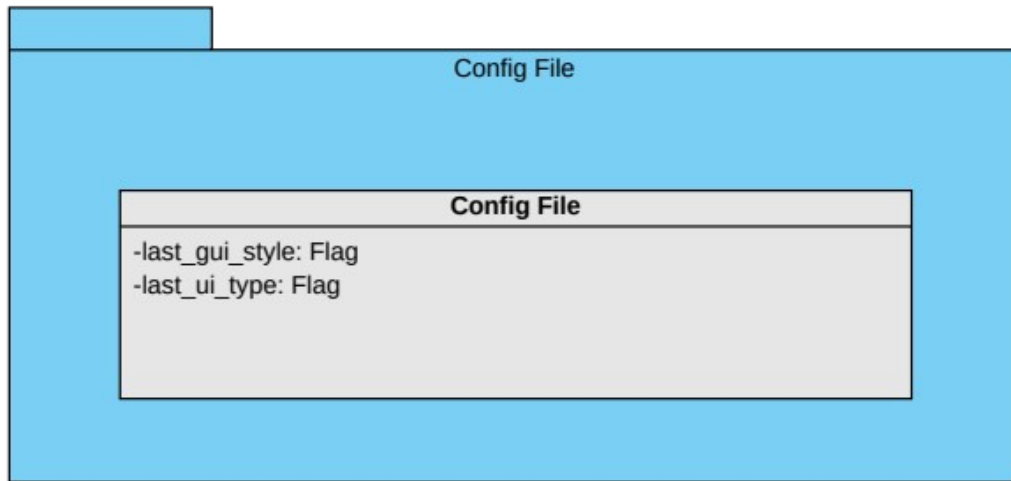 Config File
Config File
-last_gui_style: Flag
-last_ui_type: Flag